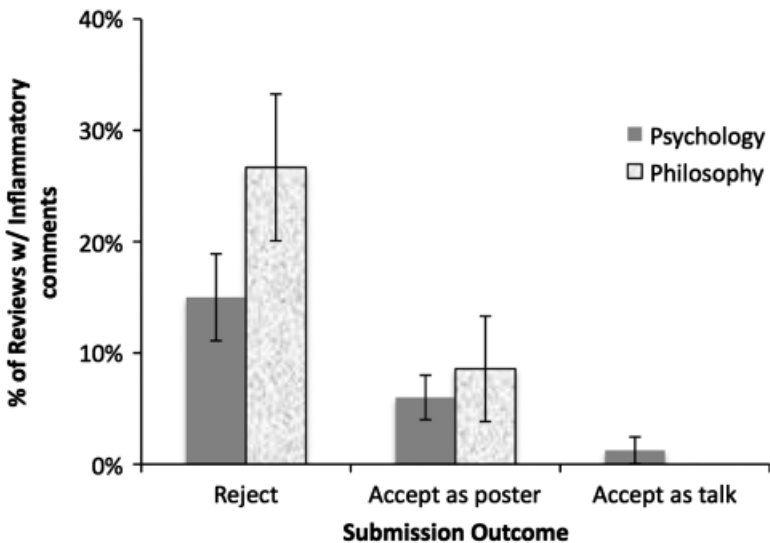 40%
30%
20%
10%
0%
% of Reviews w/ Inflammatory
comments
Psychology
Philosophy
Reject
Accept as poster
Accept as talk
Submission Outcome